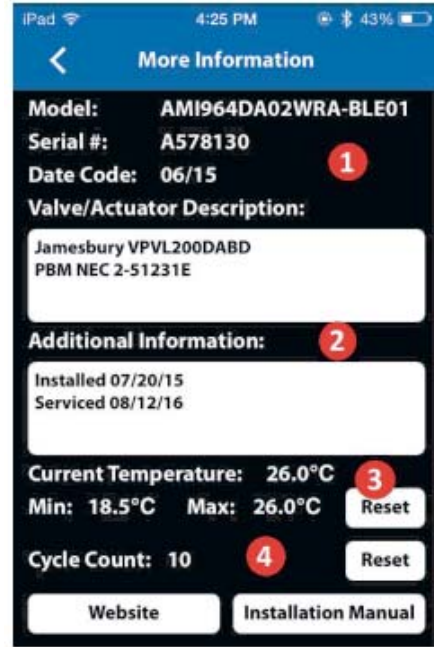 iPad 4:25 PM 43%
More Information
Model: AMI964DA02WRA-BLE01
Serial #: A578130
1
Date Code: 06/15
Valve/Actuator Description:
Jamesbury VPVL200DABD
PBM NEC 2-51231E
Additional Information: 2
Installed 07/20/15
Serviced 08/12/16
Current Temperature: 26.0°C 3
Min: 18.5°C Max: 26.0°C Reset
Cycle Count: 10 4 Reset
Website Installation Manual